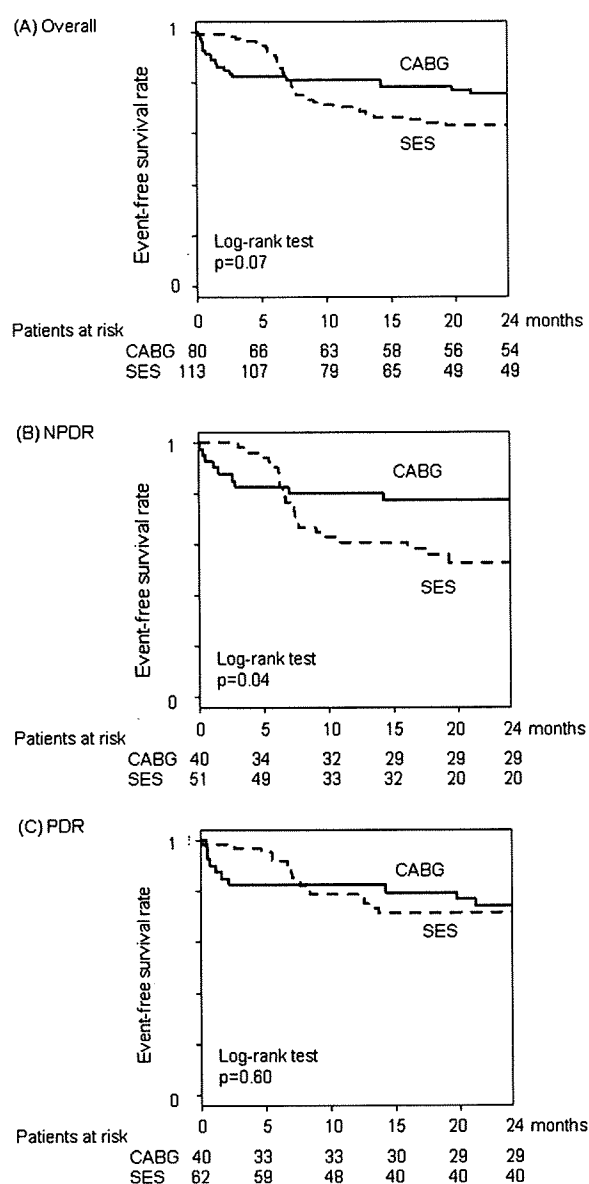 (A) Overall
1
CABG
SES
Event-free survival rate
Log-rank test
p=0.07
0
0 5 10 15 20 24 months
Patients at risk
CABG 80 66 63 58 56 54
SES 113 107 79 65 49 49
(B) NPDR
1
CABG
SES
Event-free survival rate
Log-rank test
p=0.04
0
0 5 10 15 20 24 months
Patients at risk
CABG 40 34 32 29 29 29
SES 51 49 33 32 20 20
(C) PDR
1
CABG
SES
Event-free survival rate
Log-rank test
p=0.60
0
0 5 10 15 20 24 months
Patients at risk
CABG 40 33 33 30 29 29
SES 62 59 48 40 40 40